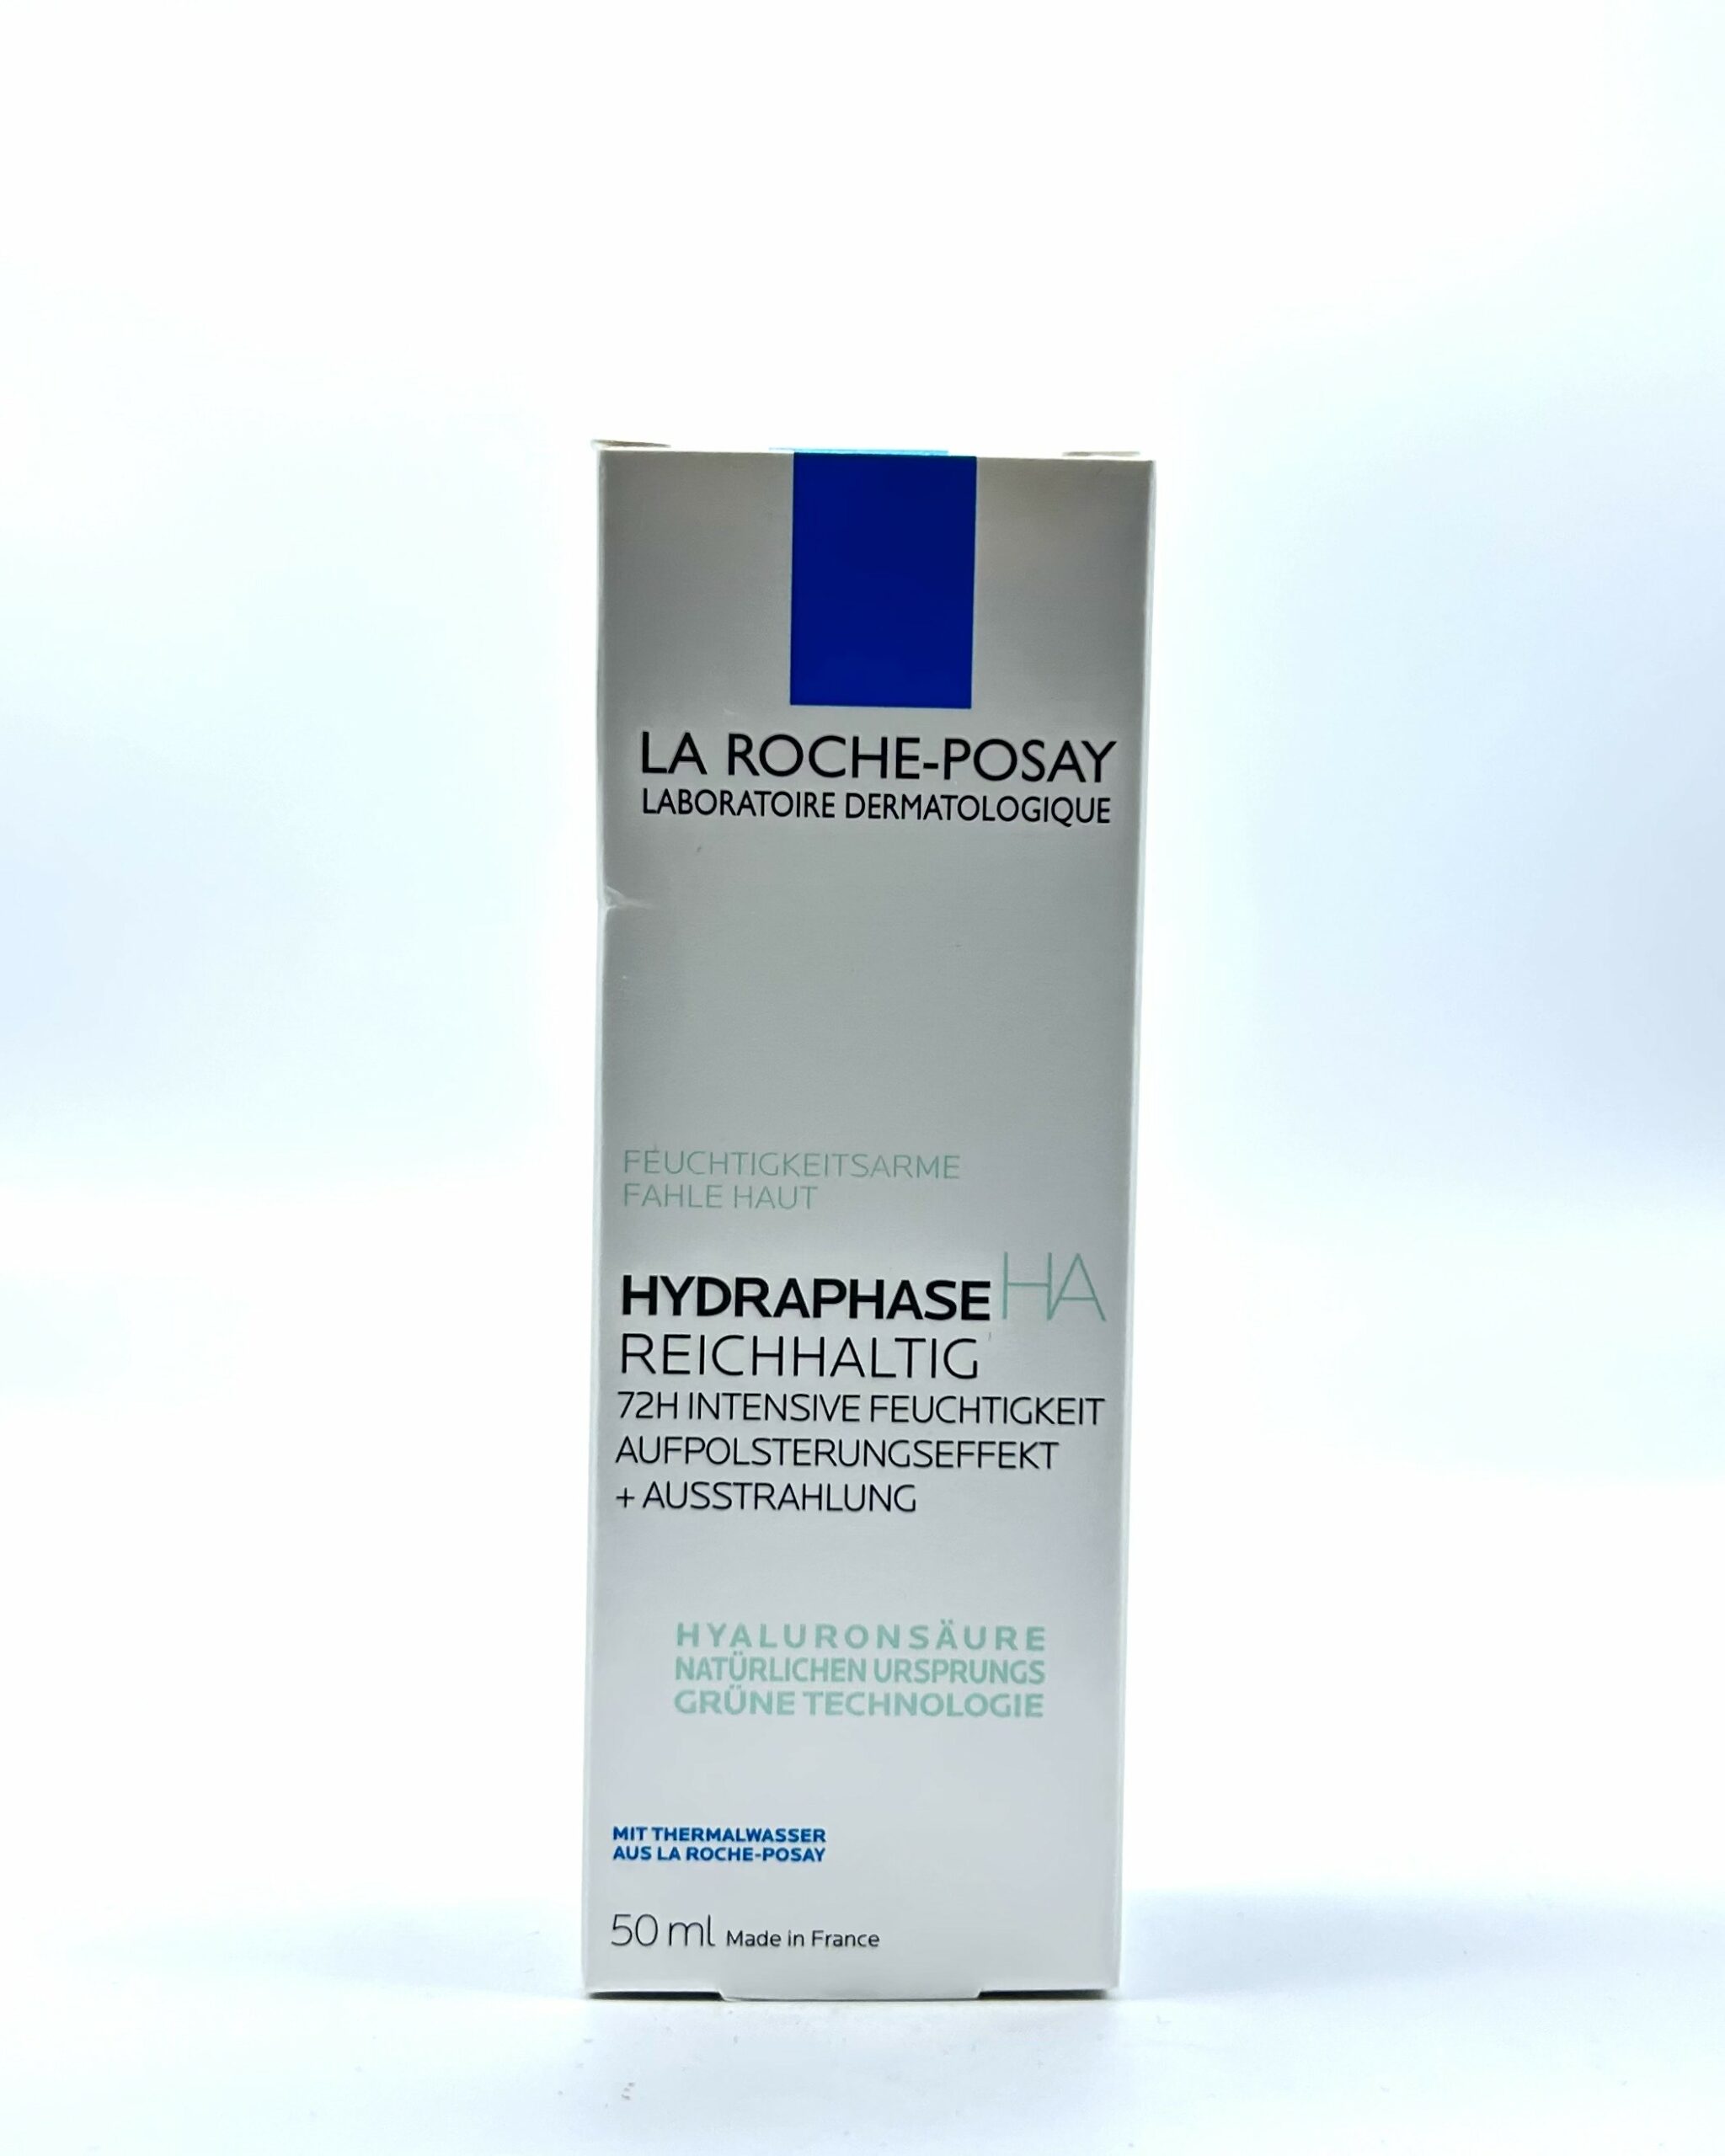 LA ROCHE-POSAY
LABORATOIRE DERMATOLOGIQUE
FEUCHTIGKEITSARME
FAHLE HAUT
HYDRAPHASE HA
REICHHALTIG
72H INTENSIVE FEUCHTIGKEIT
AUFPOLSTERUNGSEFFEKT
+ AUSSTRAHLUNG
HYALURONSÄURE
NATÜRLICHEN URSPRUNGS
GRÜNE TECHNOLOGIE
MIT THERMALWASSER
AUS LA ROCHE-POSAY
50 ml Made in France